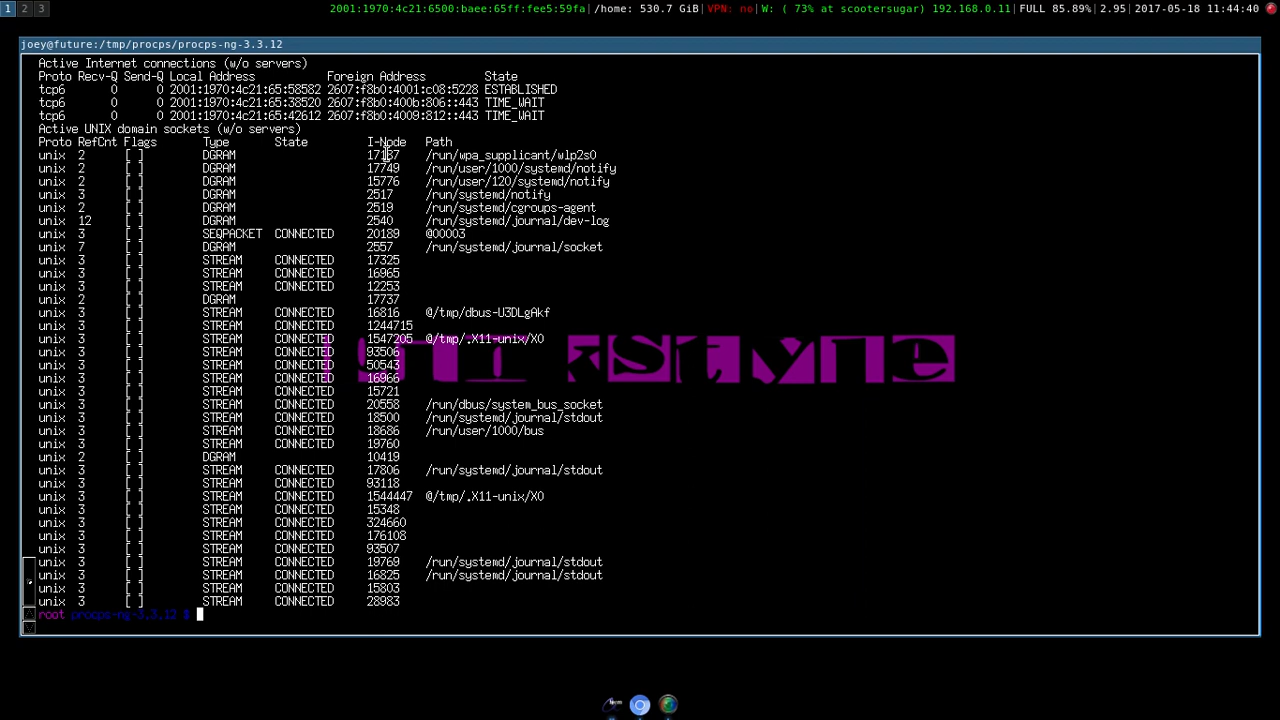 1 2 3 2001:1970:4c21:6500:baee:65ff:fee5:59fa|/home: 530.7 GiB|VPN: no|W: ( 73% at scootersugar) 192.168.0.11|FULL 85.89%|2.95|2017-05-18 11:44:40
joey@future:/tmp/procps/procps-ng-3.3.12
Active Internet connections (w/o servers)
Proto Recv-Q Send-Q Local Address Foreign Address State
tcp6 0 0 2001:1970:4c21:65:58582 2607:f8b0:4001:c08:5228 ESTABLISHED
tcp6 0 0 2001:1970:4c21:65:38520 2607:f8b0:400b:806::443 TIME_WAIT
tcp6 0 0 2001:1970:4c21:65:42612 2607:f8b0:4009:812::443 TIME_WAIT
Active UNIX domain sockets (w/o servers)
Proto RefCnt Flags Type State I-Node Path
unix 2 [ ] DGRAM /run/wpa_supplicant/wlp2s0
unix 2 [ ] DGRAM 17749 /run/user/1000/systemd/notify
unix 2 [ ] DGRAM 15776 /run/user/120/systemd/notify
unix 3 [ ] DGRAM 2517 /run/systemd/notify
unix 2 [ ] DGRAM 2519 /run/systemd/cgroups-agent
unix 12 [ ] DGRAM 2540 /run/systemd/journal/dev-log
unix 3 [ ] SEQPACKET CONNECTED 20189 @00003
unix 7 [ ] DGRAM 2557 /run/systemd/journal/socket
unix 3 [ ] STREAM CONNECTED 17325
unix 3 [ ] STREAM CONNECTED 16965
unix 3 [ ] STREAM CONNECTED 12253
unix 2 [ ] DGRAM 17737
unix 3 [ ] STREAM CONNECTED 16816 @/tmp/dbus-U3DLgAkf
unix 3 [ ] STREAM CONNECTED 1244715
unix 3 [ ] STREAM CONNECTED 1547205 @/tmp/.X11-unix/X0
unix 3 [ ] STREAM CONNECTED 93506
unix 3 [ ] STREAM CONNECTED 50543
unix 3 [ ] STREAM CONNECTED 16966
unix 3 [ ] STREAM CONNECTED 15721
unix 3 [ ] STREAM CONNECTED 20558 /run/dbus/system_bus_socket
unix 3 [ ] STREAM CONNECTED 18500 /run/systemd/journal/stdout
unix 3 [ ] STREAM CONNECTED 18686 /run/user/1000/bus
unix 3 [ ] STREAM CONNECTED 19760
unix 2 [ ] DGRAM 10419
unix 3 [ ] STREAM CONNECTED 17806 /run/systemd/journal/stdout
unix 3 [ ] STREAM CONNECTED 93118
unix 3 [ ] STREAM CONNECTED 1544447 @/tmp/.X11-unix/X0
unix 3 [ ] STREAM CONNECTED 15348
unix 3 [ ] STREAM CONNECTED 324660
unix 3 [ ] STREAM CONNECTED 176108
unix 3 [ ] STREAM CONNECTED 93507
unix 3 [ ] STREAM CONNECTED 19769 /run/systemd/journal/stdout
unix 3 [ ] STREAM CONNECTED 16825 /run/systemd/journal/stdout
unix 3 [ ] STREAM CONNECTED 15803
unix 3 [ ] STREAM CONNECTED 28983
root procps-ng-3.3.12 $